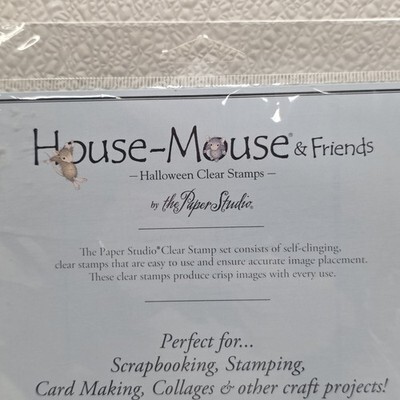 House-Mouse® & Friends
– Halloween Clear Stamps –
by the Paper Studio®
The Paper Studio® Clear Stamp set consists of self-clinging,
clear stamps that are easy to use and ensure accurate image placement.
These clear stamps produce crisp images with every use.
Perfect for...
Scrapbooking, Stamping,
Card Making, Collages & other craft projects!